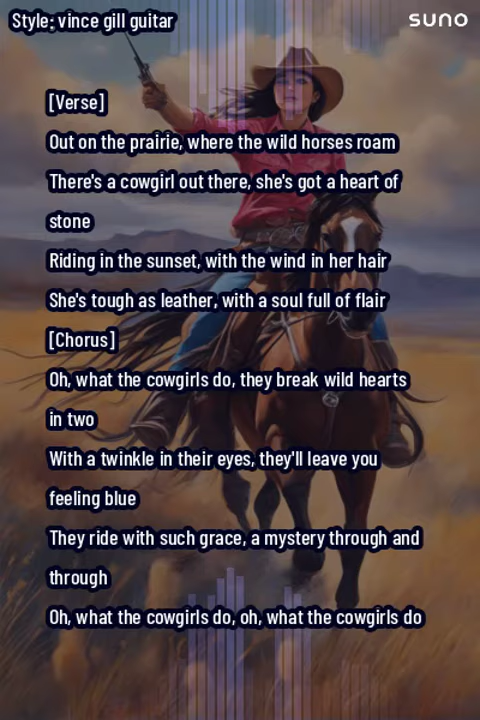 Style: vince gill guitar
suno
[Verse]
Out on the prairie, where the wild horses roam
There's a cowgirl out there, she's got a heart of
stone
Riding in the sunset, with the wind in her hair
She's tough as leather, with a soul full of flair
[Chorus]
Oh, what the cowgirls do, they break wild hearts
in two
With a twinkle in their eyes, they'll leave you
feeling blue
They ride with such grace, a mystery through and
through
Oh, what the cowgirls do, oh, what the cowgirls do